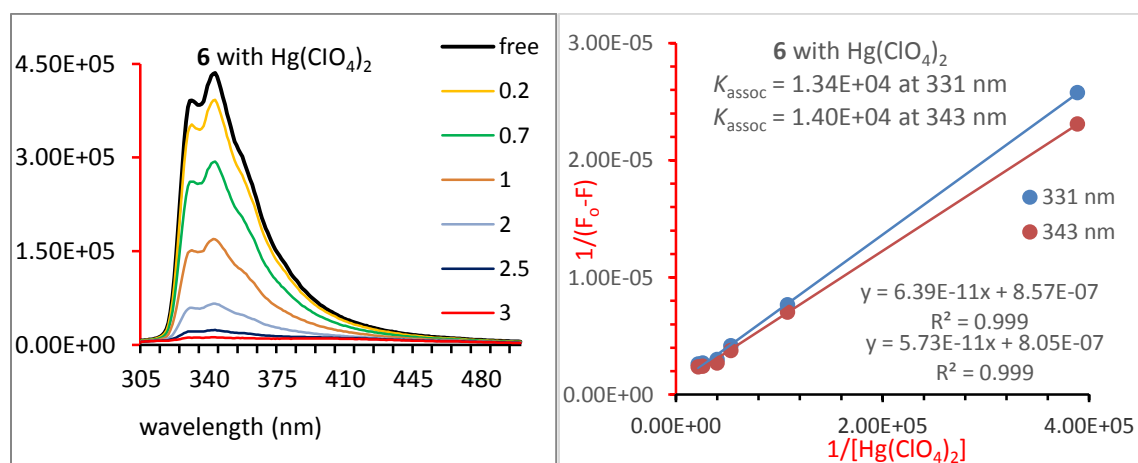 6 with Hg(ClO4)2
4.50E+05
3.00E+05
1.50E+05
0.00E+00
305 340 375 410 445 480
wavelength (nm)
free
0.2
0.7
1
2
2.5
3
6 with Hg(ClO4)2
Kassoc = 1.34E+04 at 331 nm
Kassoc = 1.40E+04 at 343 nm
3.00E-05
2.00E-05
1.00E-05
0.00E+00
1/(Fo-F)
331 nm
343 nm
y = 6.39E-11x + 8.57E-07
R² = 0.999
y = 5.73E-11x + 8.05E-07
R² = 0.999
0.00E+00 2.00E+05 4.00E+05
1/[Hg(ClO4)2]